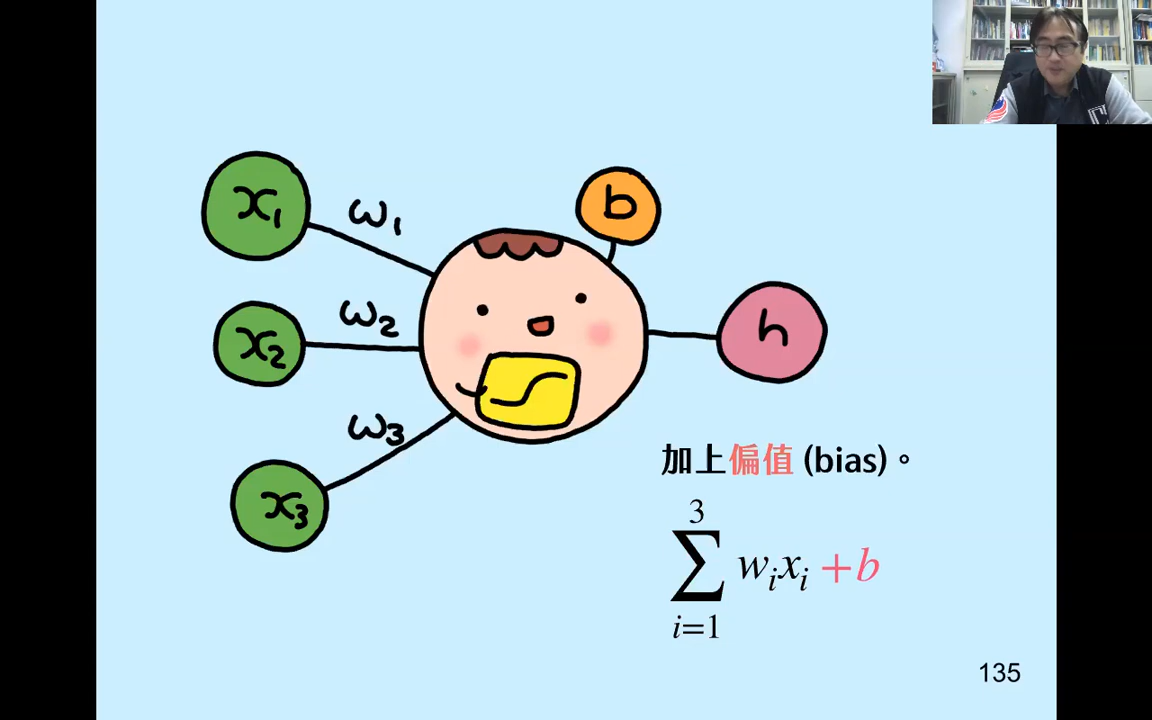 x₁
ω₁
b
x₂
ω₂
h
x₃
ω₃
加上偏值 (bias)。
3
∑ wᵢxᵢ +b
i=1
135